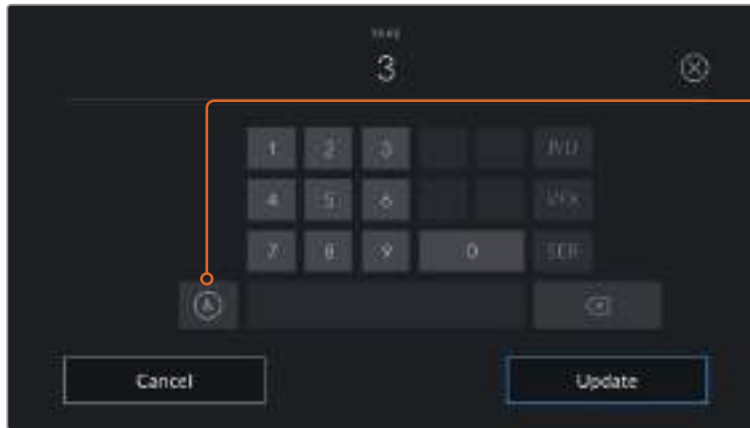 TAKE
3
1 2 3 P/U
4 5 6 VFX
7 8 9 0 SER
A
Cancel Update